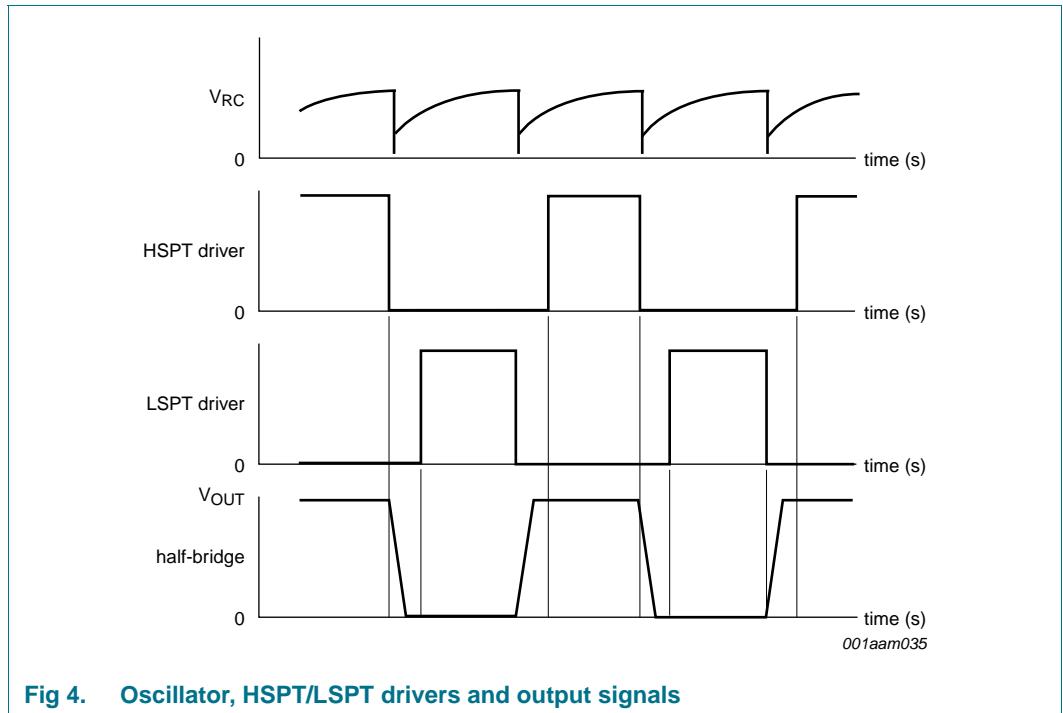 VRC
0
time (s)
HSPT driver
0
time (s)
LSPT driver
0
time (s)
VOUT
half-bridge
0
time (s)
001aam035
Fig 4. Oscillator, HSPT/LSPT drivers and output signals